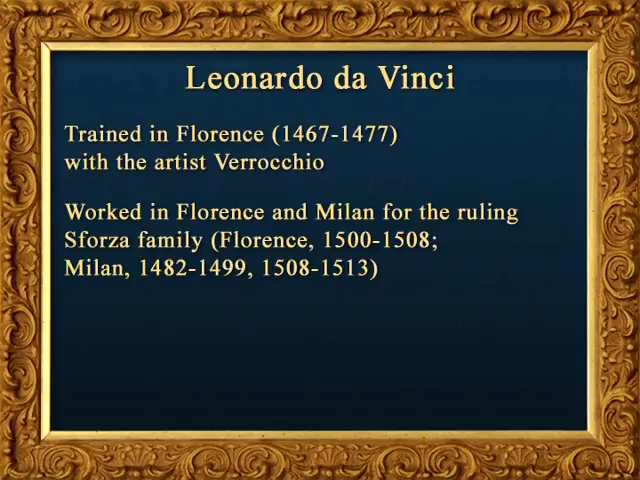 Leonardo da Vinci
Trained in Florence (1467-1477)
with the artist Verrocchio
Worked in Florence and Milan for the ruling
Sforza family (Florence, 1500-1508;
Milan, 1482-1499, 1508-1513)